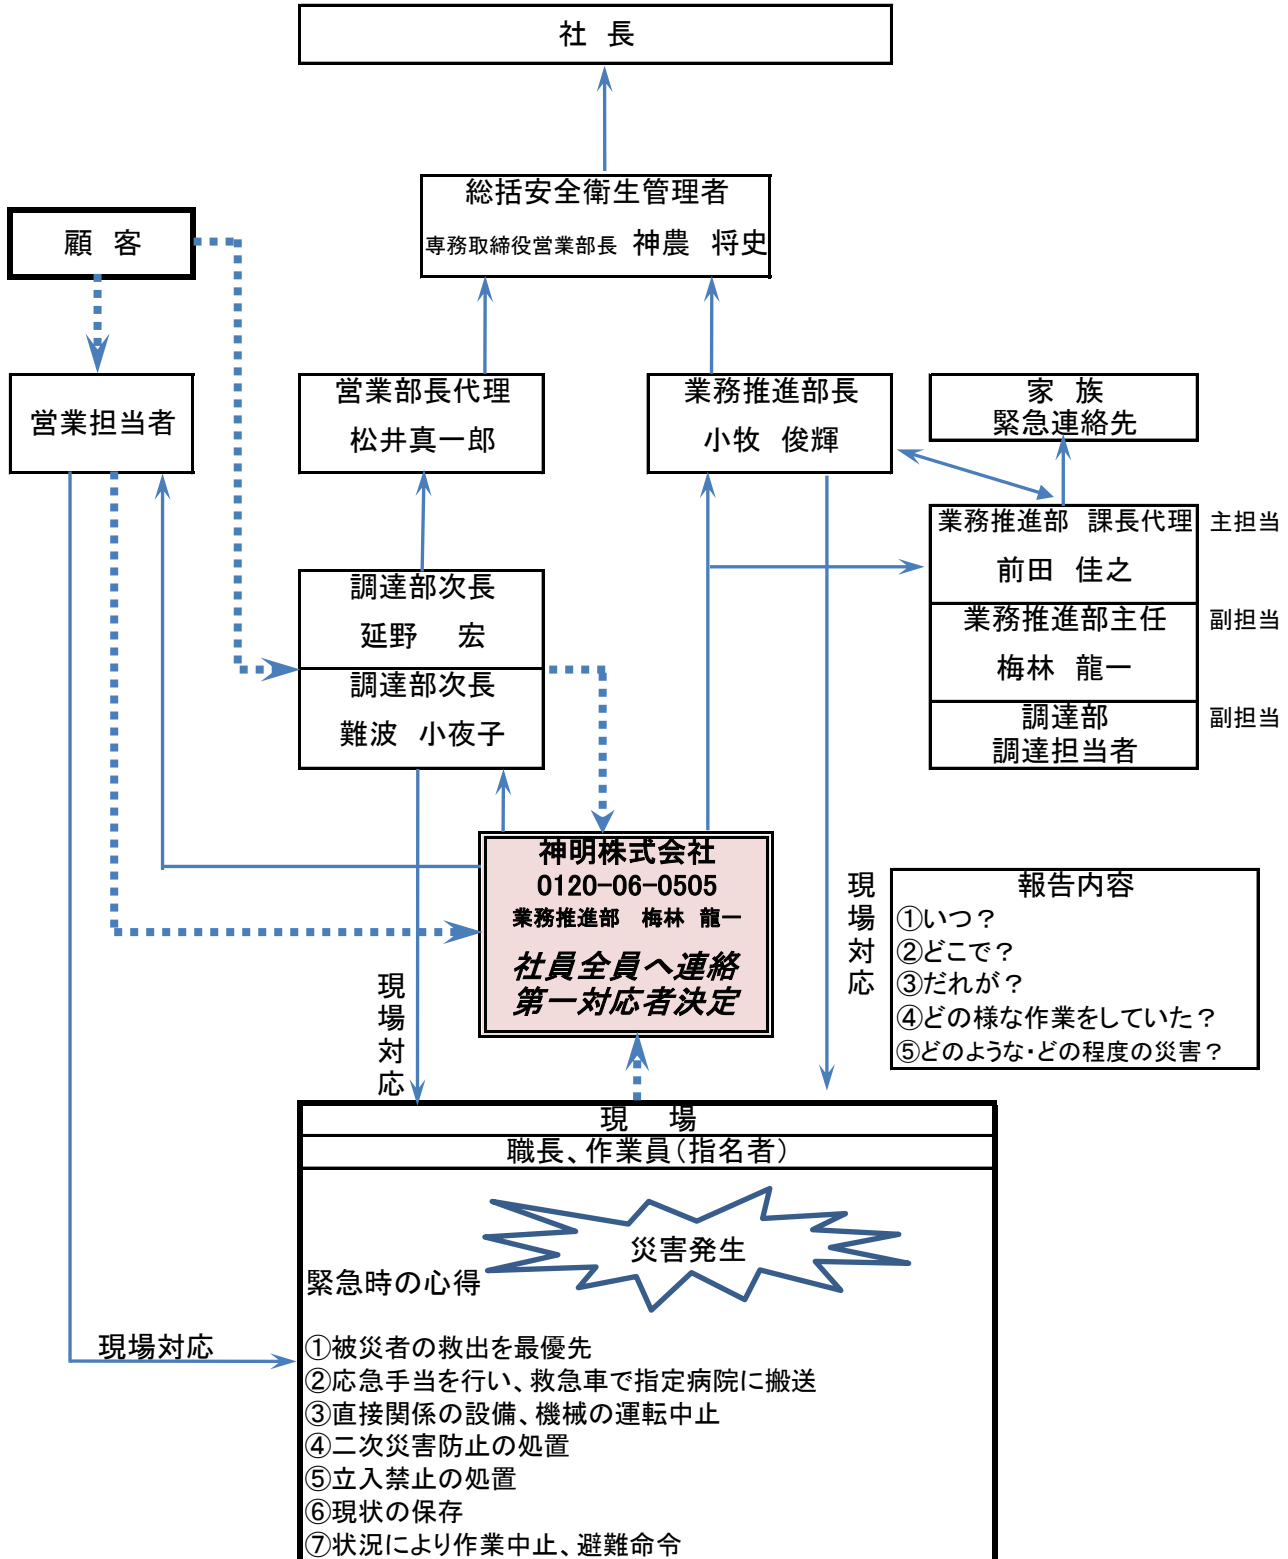 社 長
総括安全衛生管理者
専務取締役営業部長 神農 将史
顧 客
営業担当者
営業部長代理
松井真一郎
業務推進部長
小牧 俊輝
家 族
緊急連絡先
業務推進部 課長代理 主担当
前田 佳之
業務推進部主任 副担当
梅林 龍一
調達部 副担当
調達担当者
調達部次長
延野 宏
調達部次長
難波 小夜子
神明株式会社
0120-06-0505
業務推進部 梅林 龍一
社員全員へ連絡
第一対応者決定
現場対応
現場対応
報告内容
①いつ？
②どこで？
③だれが？
④どの様な作業をしていた？
⑤どのような・どの程度の災害？
現 場
職長、作業員（指名者）
災害発生
緊急時の心得
現場対応
①被災者の救出を最優先
②応急手当を行い、救急車で指定病院に搬送
③直接関係の設備、機械の運転中止
④二次災害防止の処置
⑤立入禁止の処置
⑥現状の保存
⑦状況により作業中止、避難命令